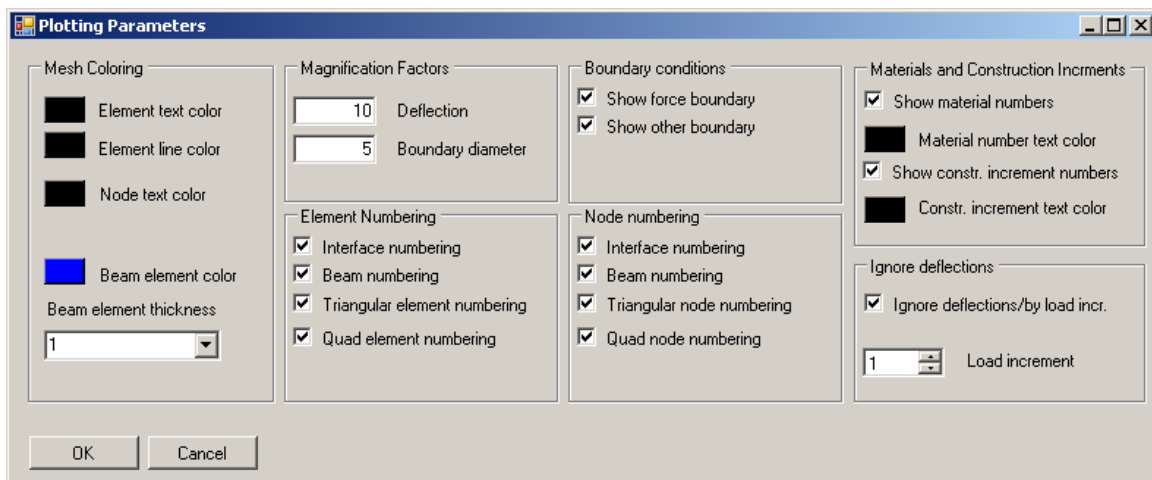 Plotting Parameters
Mesh Coloring
Element text color
Element line color
Node text color
Beam element color
Beam element thickness
1
Magnification Factors
10 Deflection
5 Boundary diameter
Boundary conditions
Show force boundary
Show other boundary
Materials and Construction Incrments
Show material numbers
Material number text color
Show constr. increment numbers
Constr. increment text color
Element Numbering
Interface numbering
Beam numbering
Triangular element numbering
Quad element numbering
Node numbering
Interface numbering
Beam numbering
Triangular node numbering
Quad node numbering
Ignore deflections
Ignore deflections/by load incr.
1 Load increment
OK
Cancel